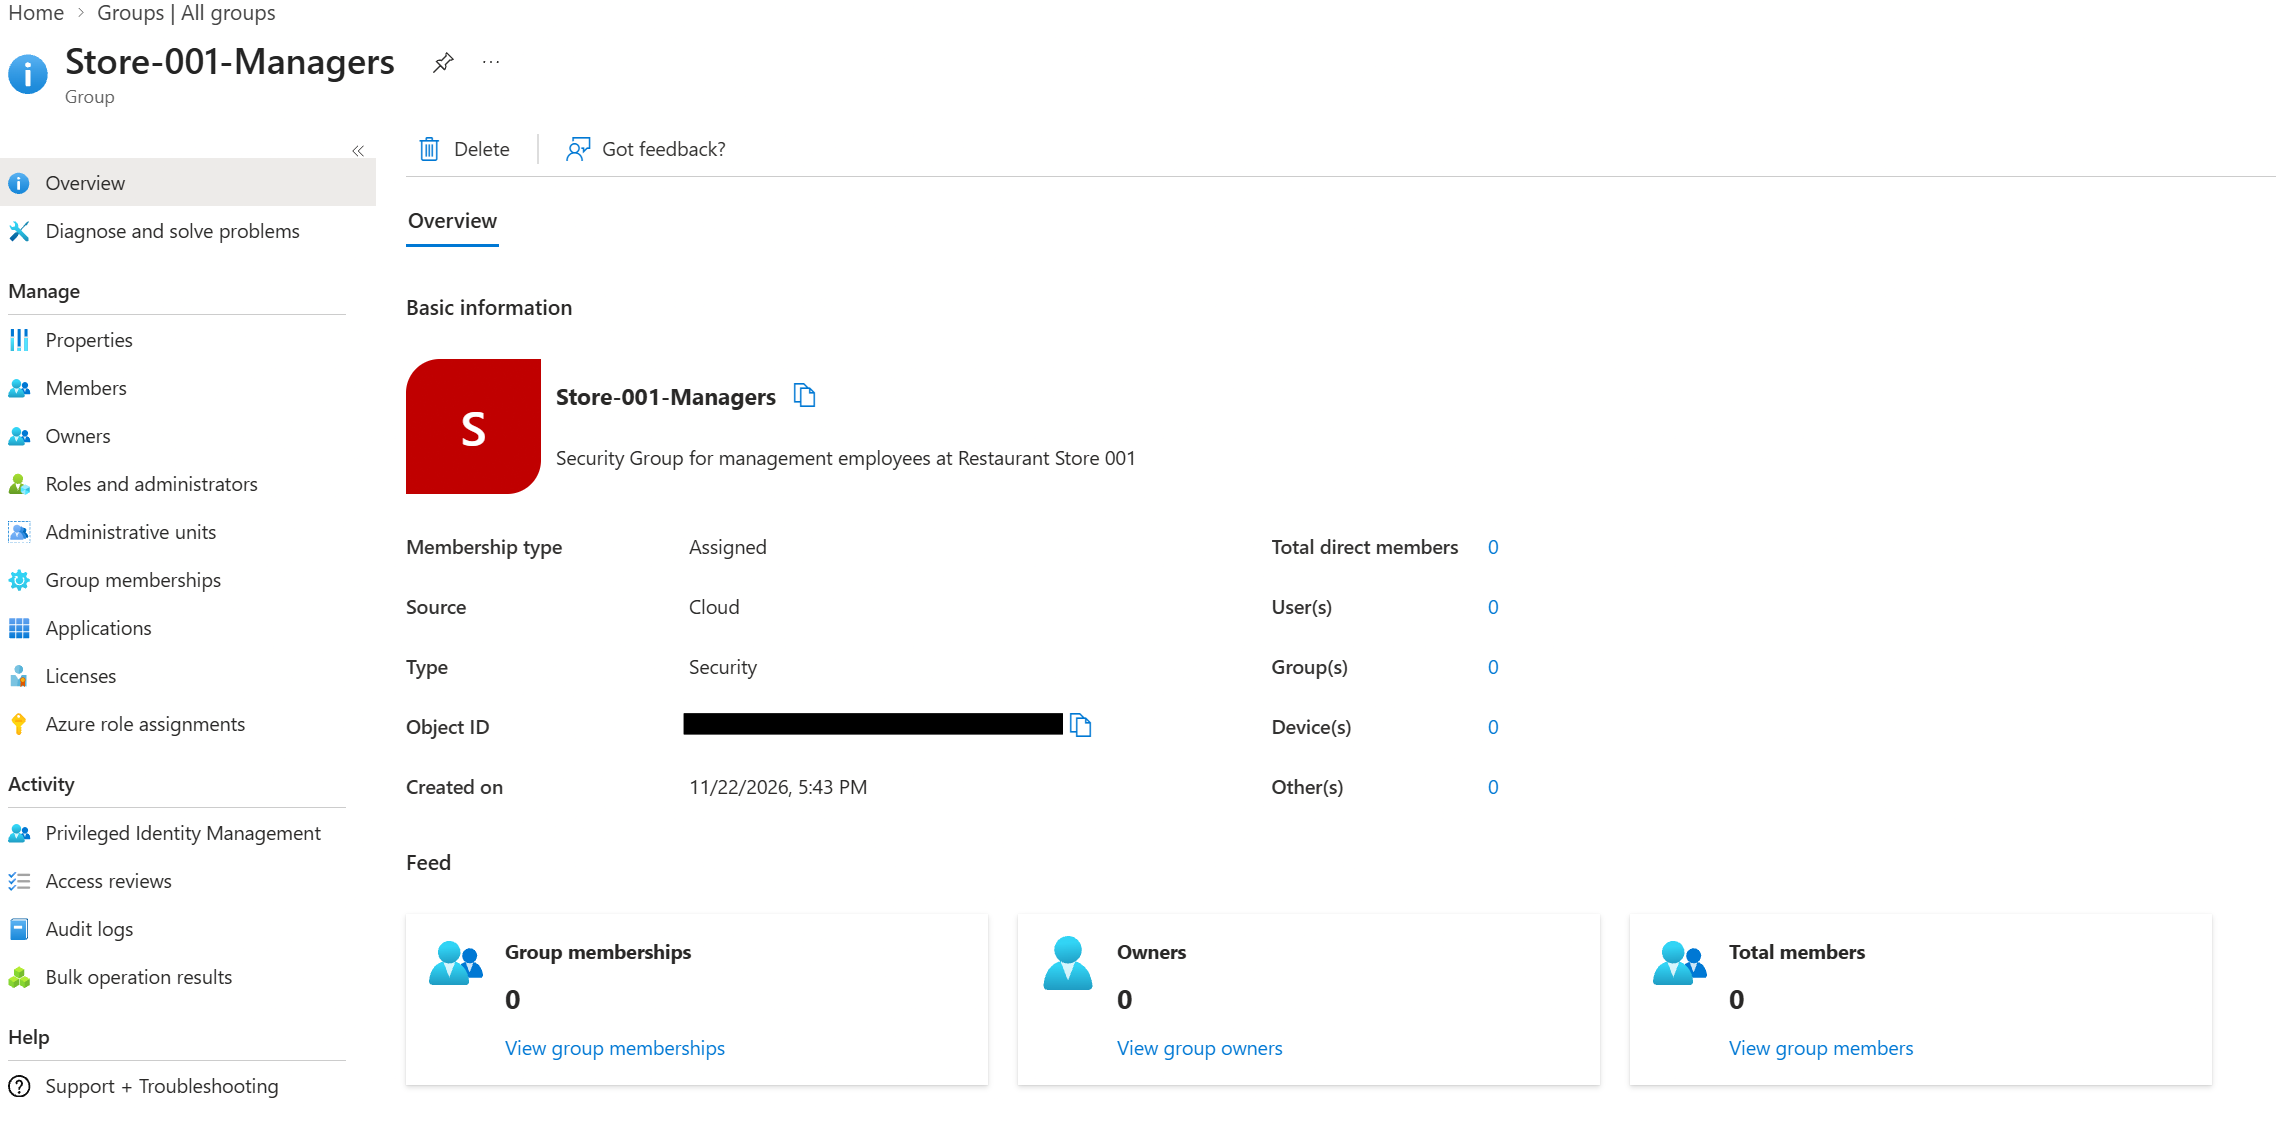 Home > Groups | All groups
Store-001-Managers
Group
Overview
Diagnose and solve problems
Manage
Properties
Members
Owners
Roles and administrators
Administrative units
Group memberships
Applications
Licenses
Azure role assignments
Activity
Privileged Identity Management
Access reviews
Audit logs
Bulk operation results
Help
Support + Troubleshooting
Delete
Got feedback?
Overview
Basic information
S
Store-001-Managers
Security Group for management employees at Restaurant Store 001
Membership type Assigned
Source Cloud
Type Security
Object ID
Created on 11/22/2026, 5:43 PM
Total direct members 0
User(s) 0
Group(s) 0
Device(s) 0
Other(s) 0
Feed
Group memberships
0
View group memberships
Owners
0
View group owners
Total members
0
View group members